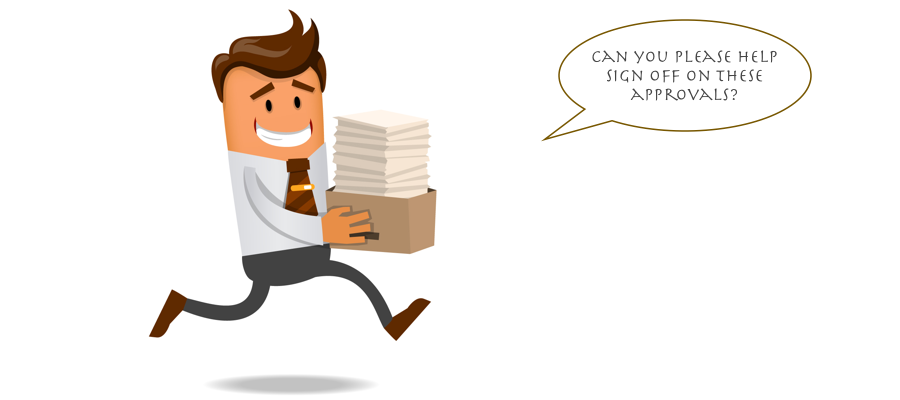 CAN YOU PLEASE HELP
SIGN OFF ON THESE
APPROVALS?